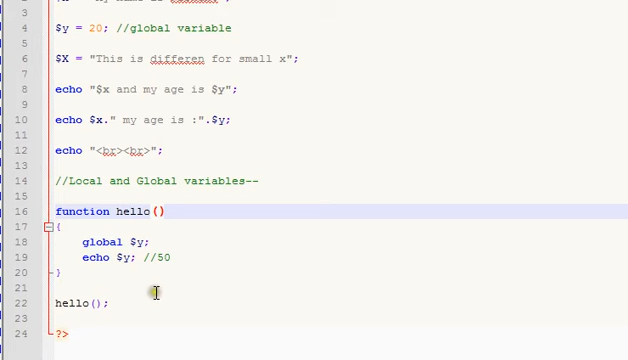 4 $y = 20; //global variable
5
6 $X = "This is differen for small x";
7
8 echo "$x and my age is $y";
9
10 echo $x." my age is :".$y;
11
12 echo "<br><br>";
13
14 //Local and Global variables--
15
16 function hello()
17 {
18 global $y;
19 echo $y; //50
20 }
21
22 hello();
23
24 ?>